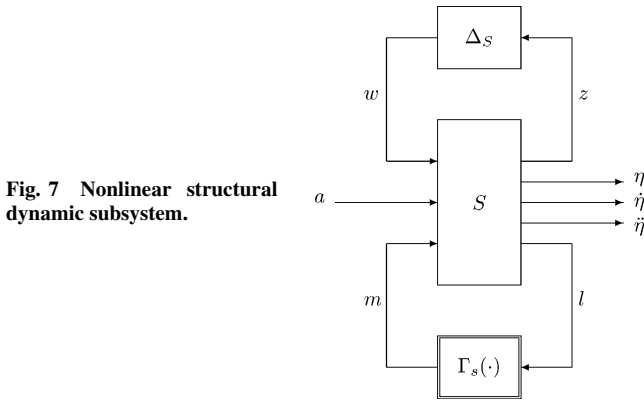 Δ_S
w
z
Fig. 7 Nonlinear structural
dynamic subsystem.
a
S
η
η̇
η̈
m
l
Γ_s(·)